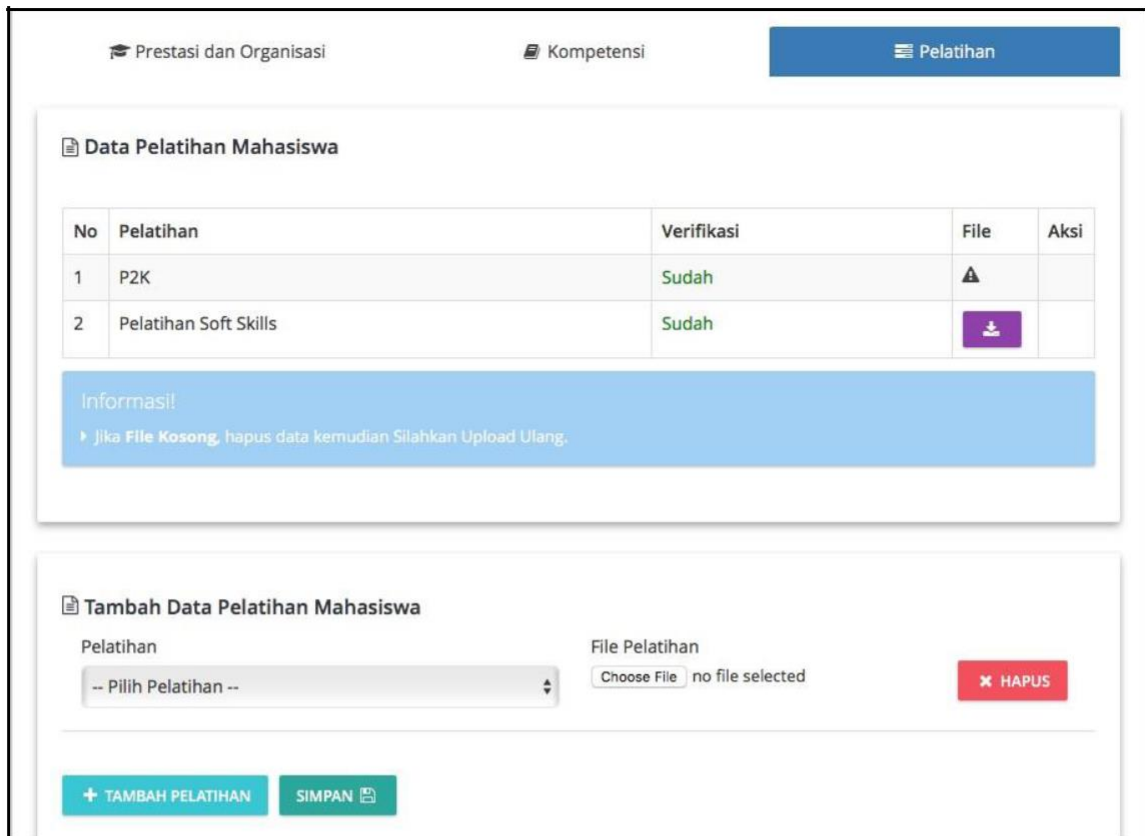 Prestasi dan Organisasi
Kompetensi
Pelatihan
Data Pelatihan Mahasiswa
No Pelatihan Verifikasi File Aksi
1 P2K Sudah
2 Pelatihan Soft Skills Sudah
Informasi!
Jika File Kosong, hapus data kemudian Silahkan Upload Ulang.
Tambah Data Pelatihan Mahasiswa
Pelatihan File Pelatihan
-- Pilih Pelatihan -- Choose File no file selected HAPUS
+ TAMBAH PELATIHAN SIMPAN